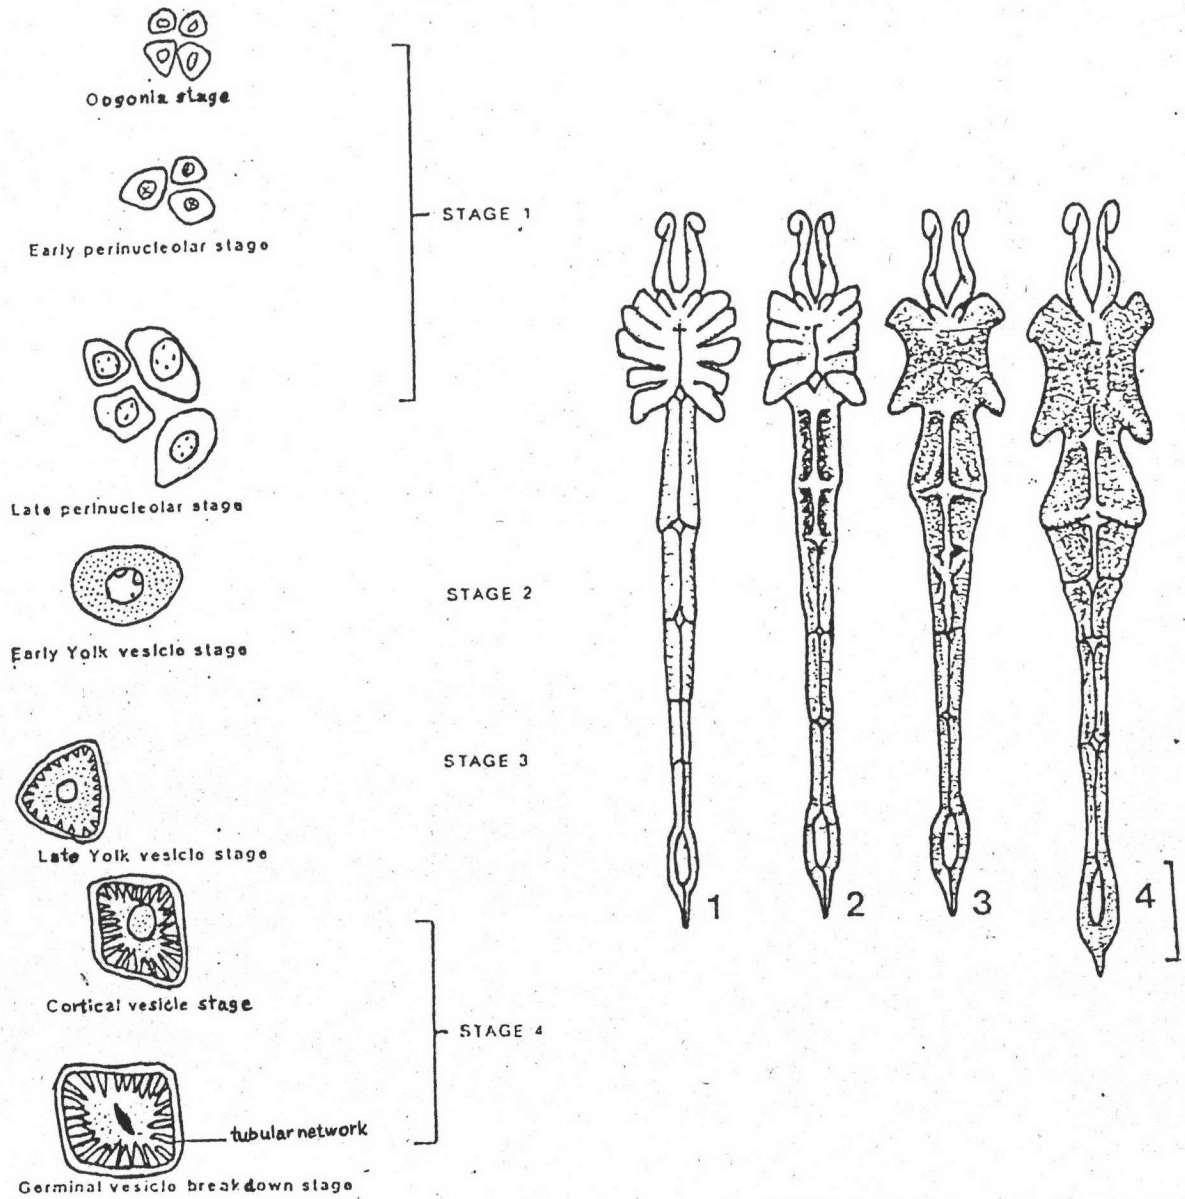 Oogonia stage
Early perinucleolar stage
STAGE 1
Late perinucleolar stage
STAGE 2
Early Yolk vesicle stage
STAGE 3
Late Yolk vesicle stage
Cortical vesicle stage
STAGE 4
tubular network
Germinal vesicle breakdown stage
1
2
3
4